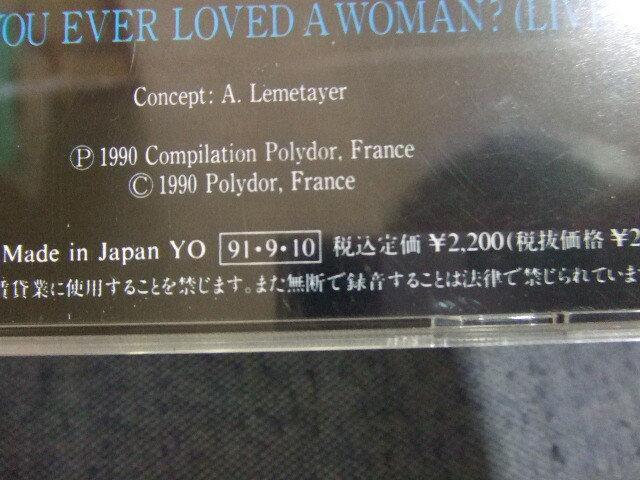 YOU EVER LOVED A WOMAN? (LIVE
Concept: A. Lemetayer
Ⓟ 1990 Compilation Polydor, France
© 1990 Polydor, France
Made in Japan YO 91・9・10 税込定価 ¥2,200(税抜価格 ¥2
賃貸業に使用することを禁じます。また無断で録音することは法律で禁じられていま